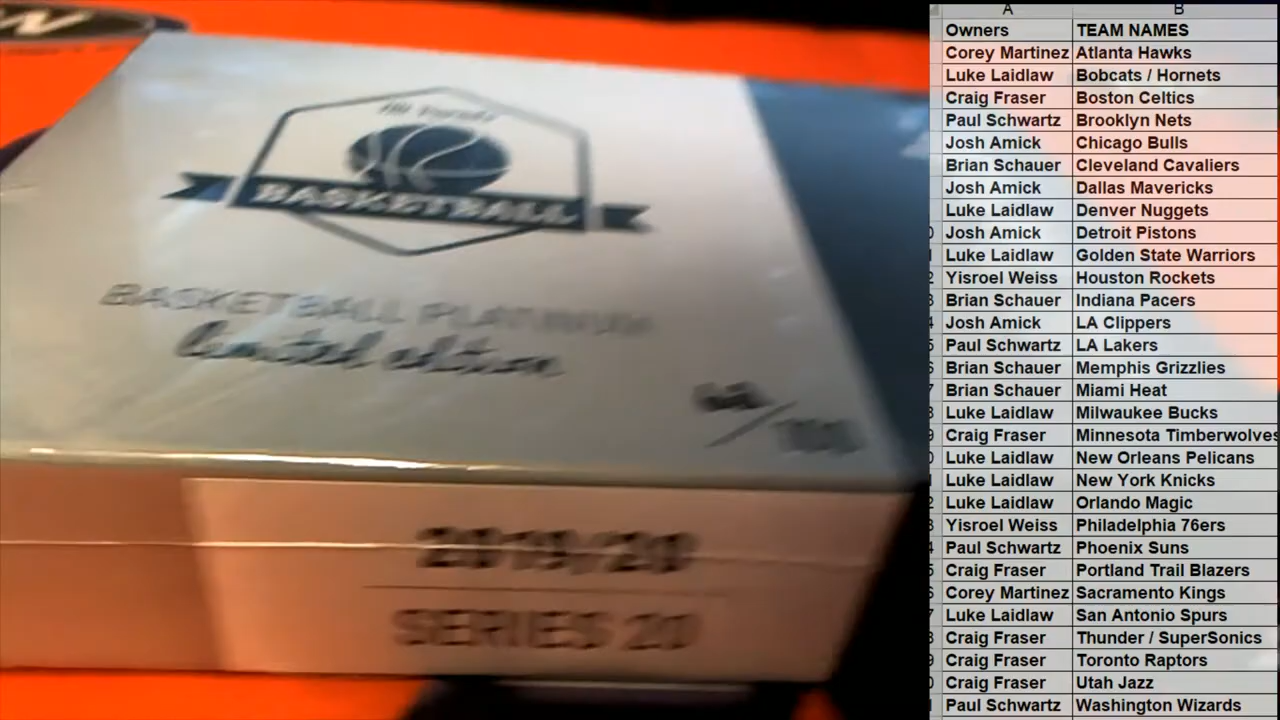 BASKETBALL
BASKETBALL PLATINUM
limited edition
2019/20
SERIES 20
A B
Owners TEAM NAMES
Corey Martinez Atlanta Hawks
Luke Laidlaw Bobcats / Hornets
Craig Fraser Boston Celtics
Paul Schwartz Brooklyn Nets
Josh Amick Chicago Bulls
Brian Schauer Cleveland Cavaliers
Josh Amick Dallas Mavericks
Luke Laidlaw Denver Nuggets
Josh Amick Detroit Pistons
Luke Laidlaw Golden State Warriors
Yisroel Weiss Houston Rockets
Brian Schauer Indiana Pacers
Josh Amick LA Clippers
Paul Schwartz LA Lakers
Brian Schauer Memphis Grizzlies
Brian Schauer Miami Heat
Luke Laidlaw Milwaukee Bucks
Craig Fraser Minnesota Timberwolves
Luke Laidlaw New Orleans Pelicans
Luke Laidlaw New York Knicks
Luke Laidlaw Orlando Magic
Yisroel Weiss Philadelphia 76ers
Paul Schwartz Phoenix Suns
Craig Fraser Portland Trail Blazers
Corey Martinez Sacramento Kings
Luke Laidlaw San Antonio Spurs
Craig Fraser Thunder / SuperSonics
Craig Fraser Toronto Raptors
Craig Fraser Utah Jazz
Paul Schwartz Washington Wizards